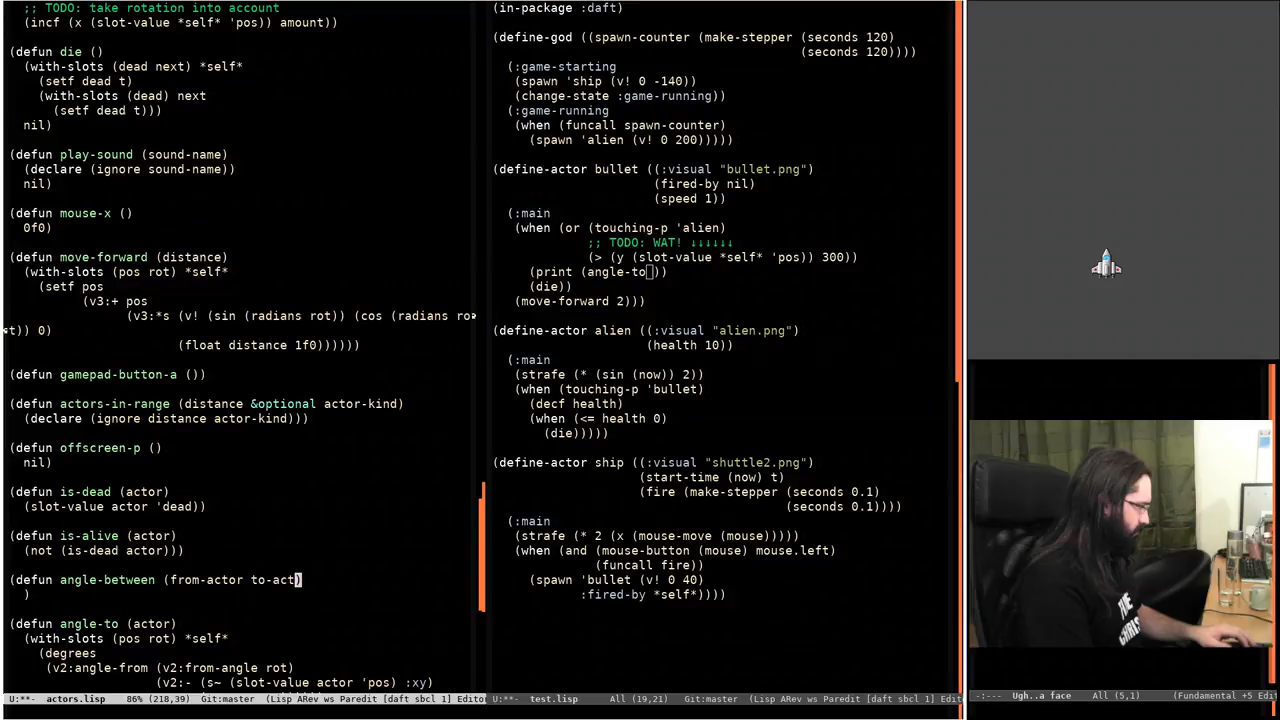 ;; TODO: take rotation into account
(incf (x (slot-value *self* 'pos)) amount))
(defun die ()
(with-slots (dead next) *self*
(setf dead t)
(with-slots (dead) next
(setf dead t)))
nil)
(defun play-sound (sound-name)
(declare (ignore sound-name))
nil)
(defun mouse-x ()
0f0)
(defun move-forward (distance)
(with-slots (pos rot) *self*
(setf pos
(v3:+ pos
(v3:*s (v! (sin (radians rot)) (cos (radians ro
t)) 0)
(float distance 1f0))))))
(defun gamepad-button-a ())
(defun actors-in-range (distance &optional actor-kind)
(declare (ignore distance actor-kind)))
(defun offscreen-p ()
nil)
(defun is-dead (actor)
(slot-value actor 'dead))
(defun is-alive (actor)
(not (is-dead actor)))
(defun angle-between (from-actor to-act)
)
(defun angle-to (actor)
(with-slots (pos rot) *self*
(degrees
(v2:angle-from (v2:from-angle rot)
(v2:- (s~ (slot-value actor 'pos) :xy)
U:**- actors.lisp 86% (218,39) Git:master (Lisp ARev ws Paredit [daft sbcl 1] Editor
(in-package :daft)
(define-god ((spawn-counter (make-stepper (seconds 120)
(seconds 120))))
(:game-starting
(spawn 'ship (v! 0 -140))
(change-state :game-running))
(:game-running
(when (funcall spawn-counter)
(spawn 'alien (v! 0 200)))))
(define-actor bullet ((:visual "bullet.png")
(fired-by nil)
(speed 1))
(:main
(when (or (touching-p 'alien)
;; TODO: WAT! ↓↓↓↓↓↓
(> (y (slot-value *self* 'pos)) 300))
(print (angle-to))
(die))
(move-forward 2)))
(define-actor alien ((:visual "alien.png")
(health 10))
(:main
(strafe (* (sin (now)) 2))
(when (touching-p 'bullet)
(decf health)
(when (<= health 0)
(die)))))
(define-actor ship ((:visual "shuttle2.png")
(start-time (now) t)
(fire (make-stepper (seconds 0.1)
(seconds 0.1))))
(:main
(strafe (* 2 (x (mouse-move (mouse)))))
(when (and (mouse-button (mouse) mouse.left)
(funcall fire))
(spawn 'bullet (v! 0 40)
:fired-by *self*))))
U:**- test.lisp All (19,21) Git:master (Lisp ARev ws Paredit [daft sbcl 1] Edit
-:--- Ugh..a face All (5,1) (Fundamental +5 Edit